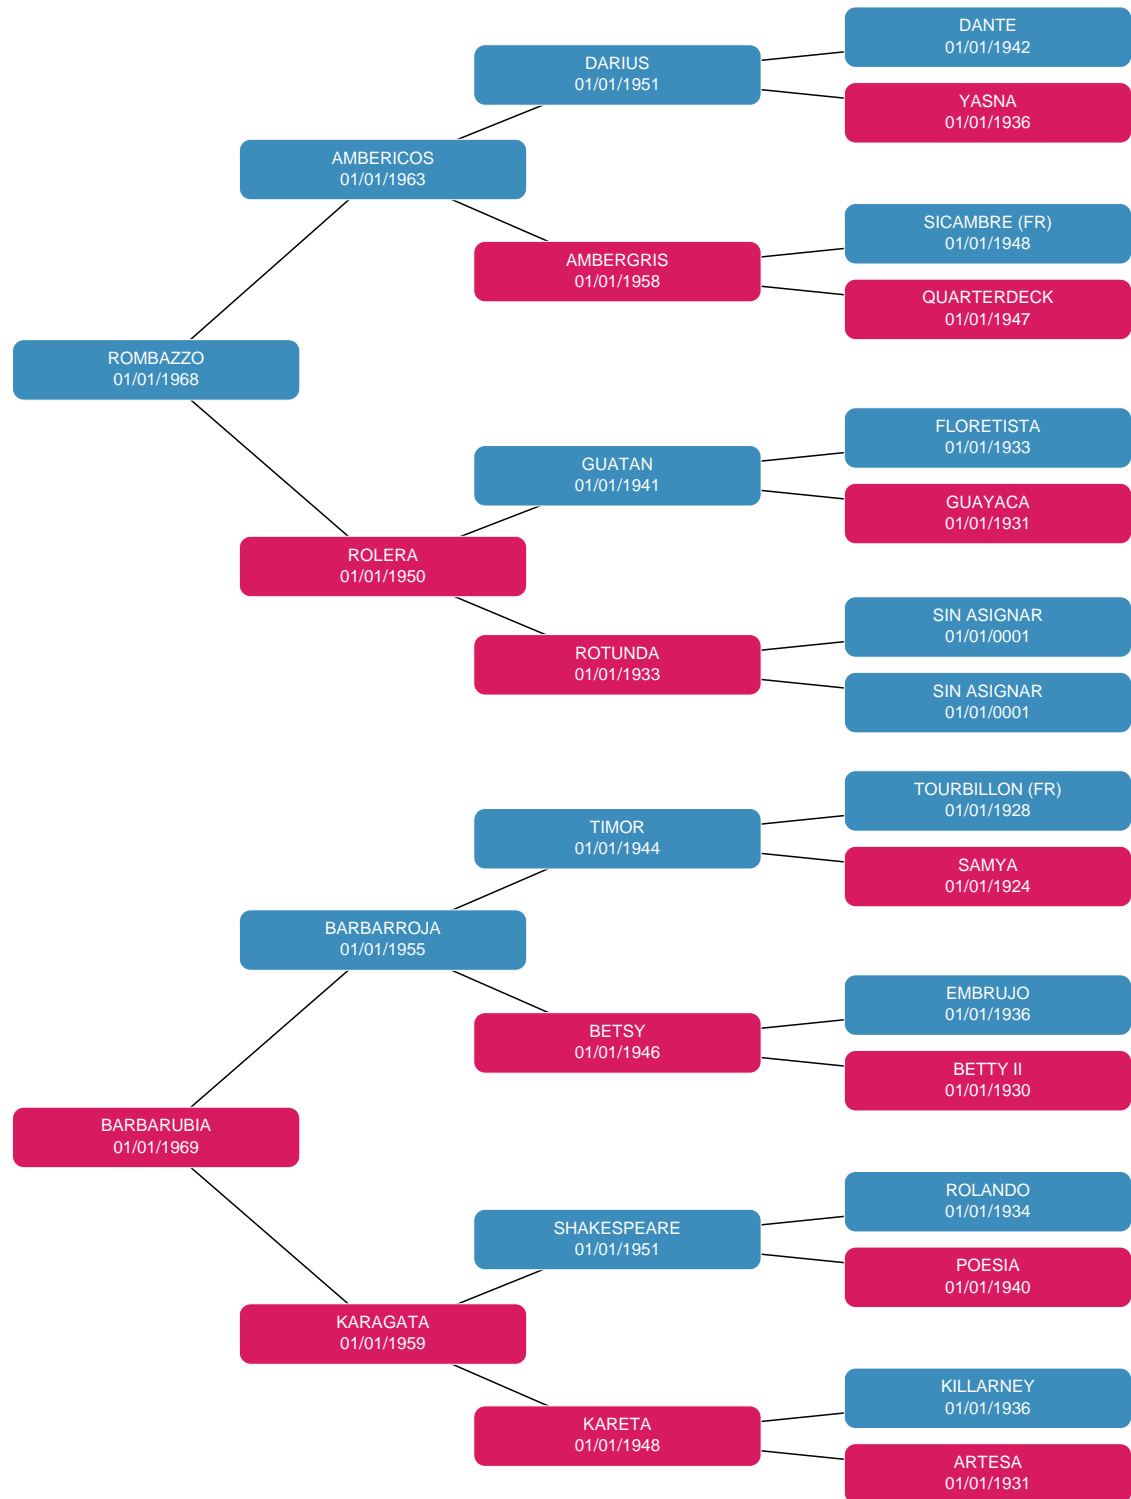 DANTE
01/01/1942
DARIUS
01/01/1951
YASNA
01/01/1936
AMBERICOS
01/01/1963
SICAMBRE (FR)
01/01/1948
AMBERGRIS
01/01/1958
QUARTERDECK
01/01/1947
ROMBAZZO
01/01/1968
FLORETISTA
01/01/1933
GUATAN
01/01/1941
GUAYACA
01/01/1931
ROLERA
01/01/1950
SIN ASIGNAR
01/01/0001
ROTUNDA
01/01/1933
SIN ASIGNAR
01/01/0001
TOURBILLON (FR)
01/01/1928
TIMOR
01/01/1944
SAMYA
01/01/1924
BARBARROJA
01/01/1955
EMBRUJO
01/01/1936
BETSY
01/01/1946
BETTY II
01/01/1930
BARBARUBIA
01/01/1969
ROLANDO
01/01/1934
SHAKESPEARE
01/01/1951
POESIA
01/01/1940
KARAGATA
01/01/1959
KILLARNEY
01/01/1936
KARETA
01/01/1948
ARTESA
01/01/1931